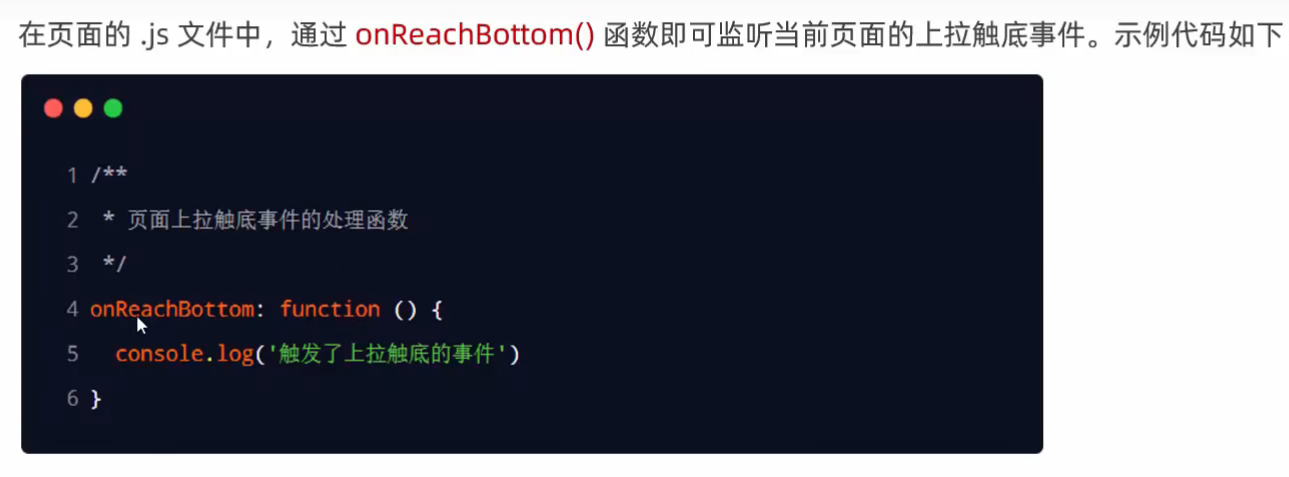 在页面的 .js 文件中，通过 onReachBottom() 函数即可监听当前页面的上拉触底事件。示例代码如下
1 /**
2  * 页面上拉触底事件的处理函数
3  */
4 onReachBottom: function () {
5   console.log('触发了上拉触底的事件')
6 }